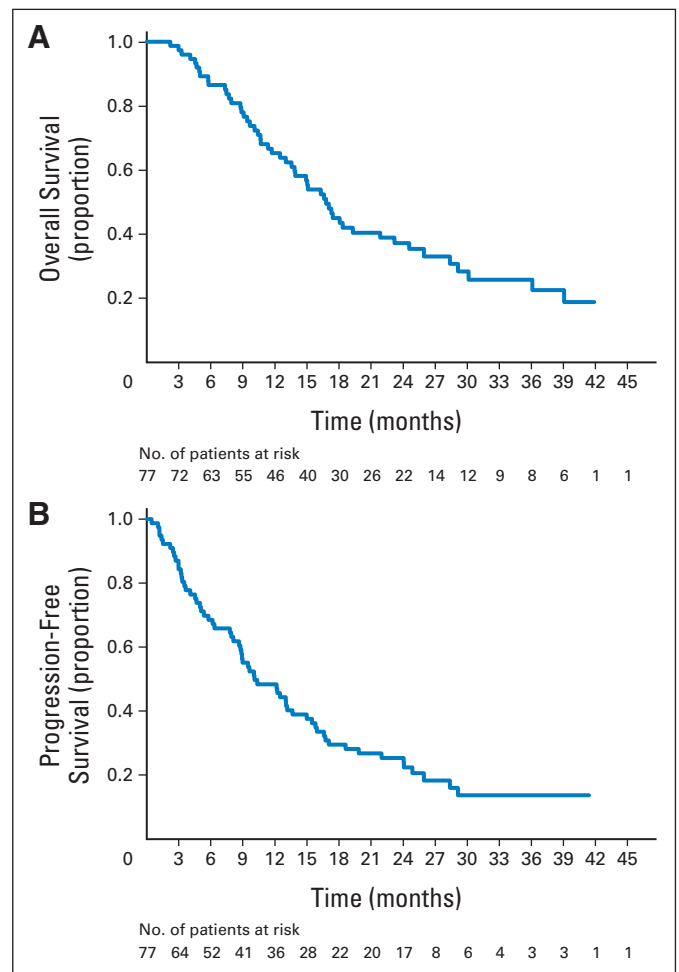 A
1.0
0.8
0.6
0.4
0.2
Overall Survival
(proportion)
0 3 6 9 12 15 18 21 24 27 30 33 36 39 42 45
Time (months)
No. of patients at risk
77 72 63 55 46 40 30 26 22 14 12 9 8 6 1 1
B
1.0
0.8
0.6
0.4
0.2
Progression-Free
Survival (proportion)
0 3 6 9 12 15 18 21 24 27 30 33 36 39 42 45
Time (months)
No. of patients at risk
77 64 52 41 36 28 22 20 17 8 6 4 3 3 1 1